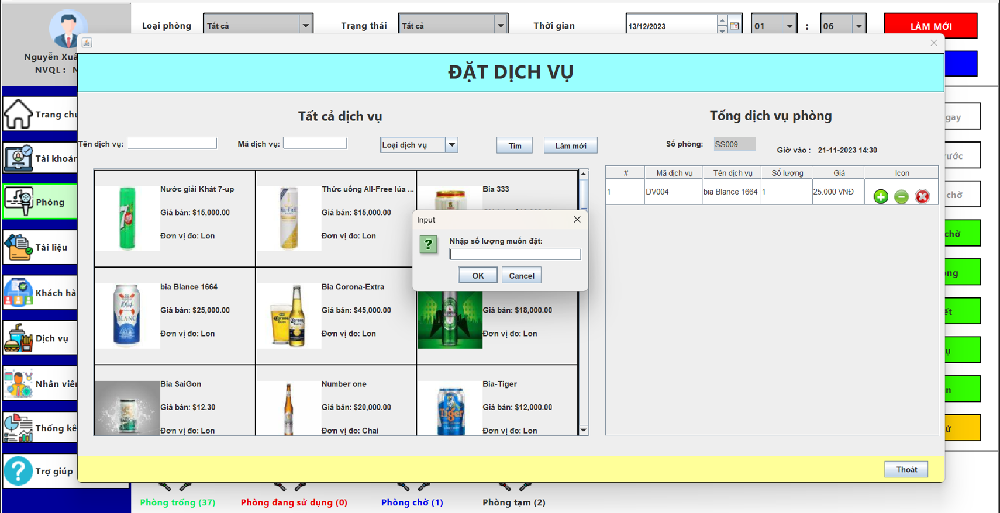 Loại phòng
Tất cả
Trạng thái
Tất cả
Thời gian
13/12/2023
01
:
06
LÀM MỚI
Nguyễn Xuâ
NVQL :
Trang chủ
Tài khoản
Phòng
Tài liệu
Khách hà
Dịch vụ
Nhân viên
Thống kê
Trợ giúp
ĐẶT DỊCH VỤ
Tất cả dịch vụ
Tên dịch vụ:
Mã dịch vụ:
Loại dịch vụ
Tìm
Làm mới
Nước giải Khát 7-up
Giá bán: $15,000.00
Đơn vị đo: Lon
Thức uống All-Free lúa ...
Giá bán: $15,000.00
Đơn vị đo: Lon
Bia 333
Input
Nhập số lượng muốn đặt:
OK
Cancel
bia Blance 1664
Giá bán: $25,000.00
Đơn vị đo: Lon
Bia Corona-Extra
Giá bán: $45,000.00
Đơn vị đo: Lon
Giá bán: $18,000.00
Đơn vị đo: Lon
Bia SaiGon
Giá bán: $12.30
Đơn vị đo: Lon
Number one
Giá bán: $20,000.00
Đơn vị đo: Chai
Bia-Tiger
Giá bán: $12,000.00
Đơn vị đo: Lon
Tổng dịch vụ phòng
Số phòng:
SS009
Giờ vào :
21-11-2023 14:30
# Mã dịch vụ Tên dịch vụ Số lượng Giá Icon
1 DV004 bia Blance 1664 1 25.000 VNĐ
gay
ước
chờ
chờ
ng
ết
ụ
n
ử
Thoát
Phòng trống (37)
Phòng đang sử dụng (0)
Phòng chờ (1)
Phòng tạm (2)